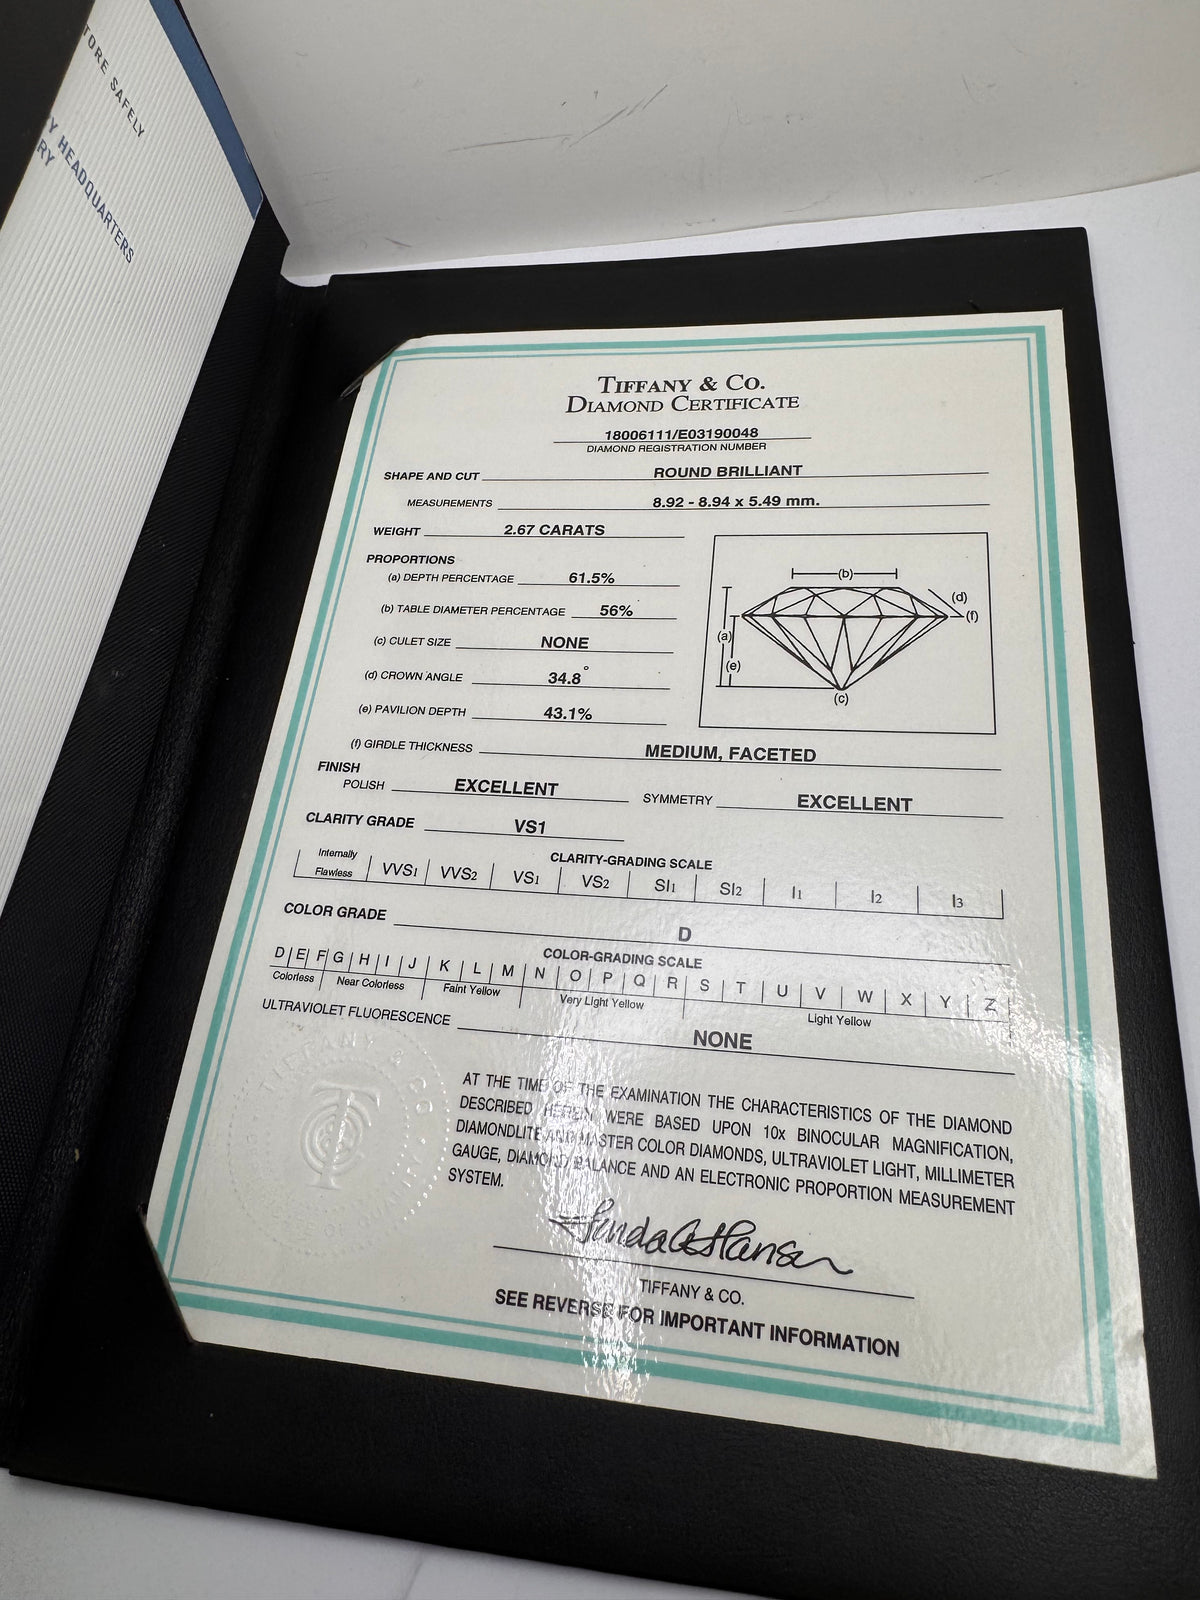 TORE SAFELY
Y HEADQUARTERS
RY
TIFFANY & CO.
DIAMOND CERTIFICATE
18006111/E03190048
DIAMOND REGISTRATION NUMBER
SHAPE AND CUT ROUND BRILLIANT
MEASUREMENTS 8.92 - 8.94 x 5.49 mm.
WEIGHT 2.67 CARATS
PROPORTIONS
(a) DEPTH PERCENTAGE 61.5%
(b) TABLE DIAMETER PERCENTAGE 56%
(c) CULET SIZE NONE
(d) CROWN ANGLE 34.8°
(e) PAVILION DEPTH 43.1%
(b)
(d)
(f)
(a)
(e)
(c)
(f) GIRDLE THICKNESS MEDIUM, FACETED
FINISH
POLISH EXCELLENT SYMMETRY EXCELLENT
CLARITY GRADE VS1
CLARITY-GRADING SCALE
Internally
Flawless VVS1 VVS2 VS1 VS2 SI1 SI2 I1 I2 I3
COLOR GRADE D
COLOR-GRADING SCALE
D E F G H I J K L M N O P Q R S T U V W X Y Z
Colorless Near Colorless Faint Yellow Very Light Yellow Light Yellow
ULTRAVIOLET FLUORESCENCE NONE
AT THE TIME OF THE EXAMINATION THE CHARACTERISTICS OF THE DIAMOND
DESCRIBED HEREIN WERE BASED UPON 10x BINOCULAR MAGNIFICATION,
DIAMONDLITE AND MASTER COLOR DIAMONDS, ULTRAVIOLET LIGHT, MILLIMETER
GAUGE, DIAMOND BALANCE AND AN ELECTRONIC PROPORTION MEASUREMENT
SYSTEM.
TIFFANY & CO.
SEE REVERSE FOR IMPORTANT INFORMATION